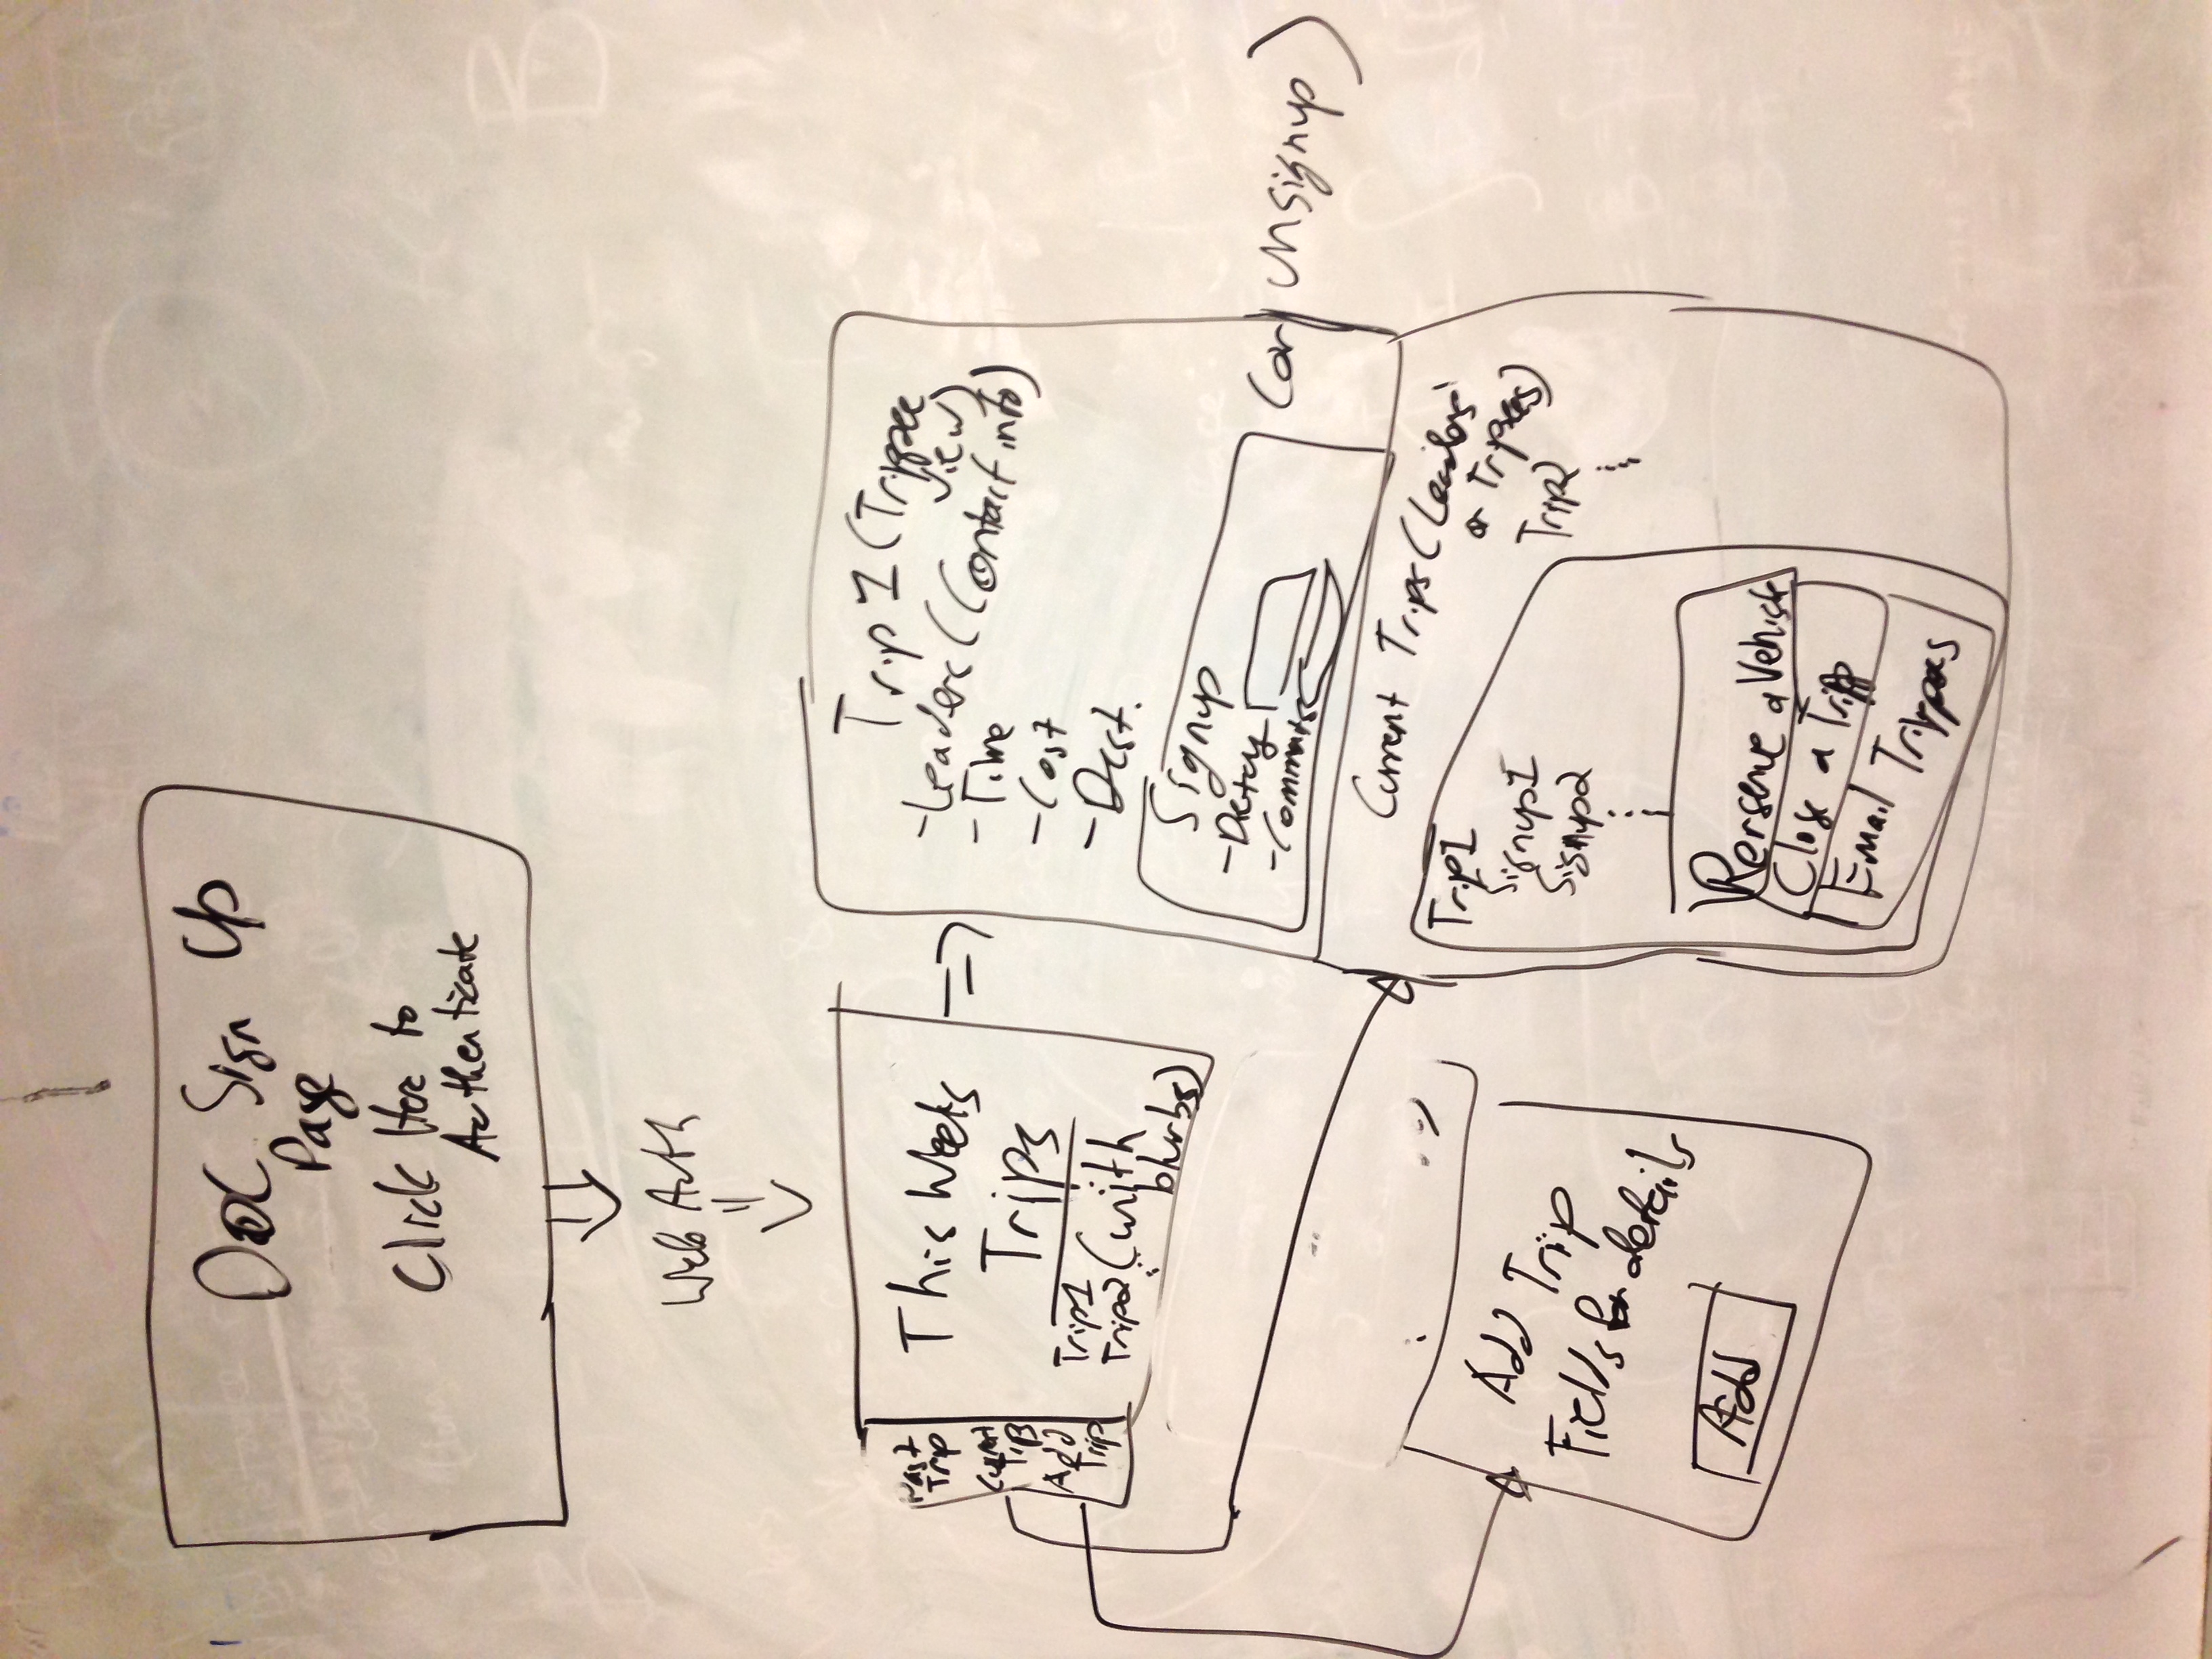 DOC Sign Up
Page
Click Here to
Authenticate
Web Auth
Past
Trip
Current
Trips
Add
Trip
This Weeks
Trips
Trip1
Trip2 (with
blurbs)
Trip 1 (Trippee
view)
- Leaders (Contact info)
- Time
- Cost
- Dest.
Signup
- Dietary
- Comments
(or unsignup)
Current Trips (Leaders'
or Tripees)
Trip1
Signup1
Signup2
Trip2
Reserve a Vehicle
Close a Trip
Email Trippees
Add Trip
Fields for details
Add